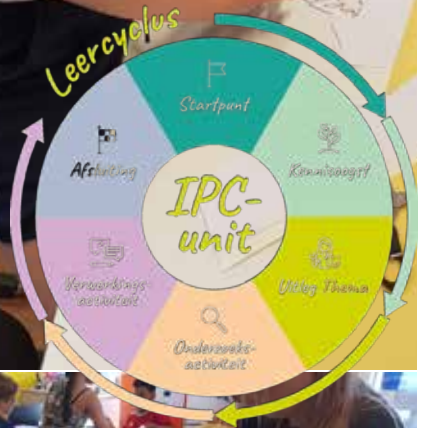 Leercyclus
Startpunt
Kennisoogst
Uitleg Thema
Onderzoeks-
activiteit
Verwerkings
activiteit
Afsluiting
IPC-
unit